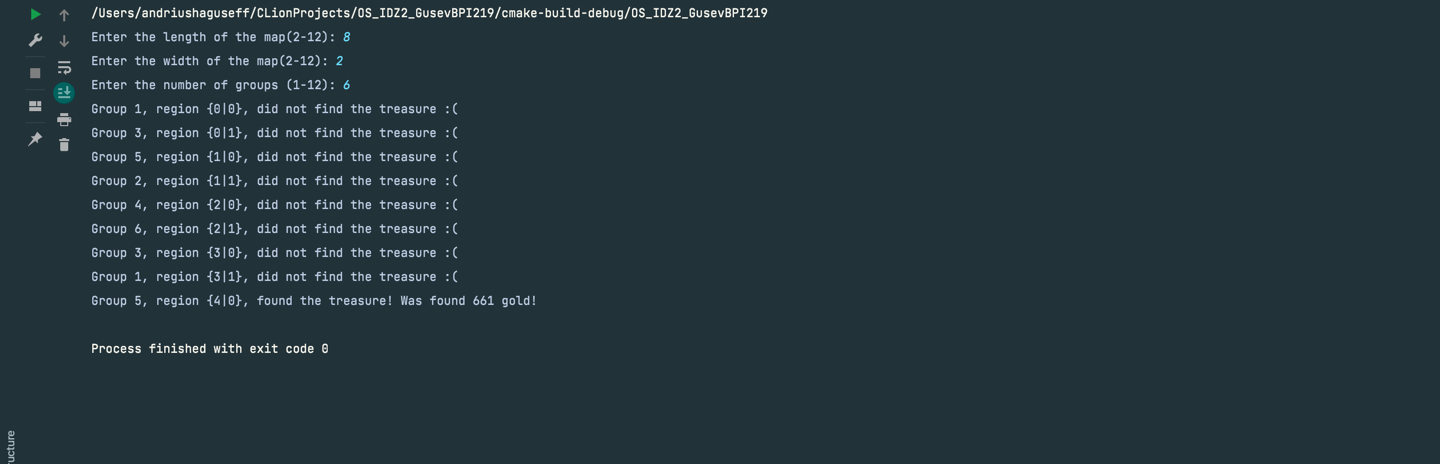 /Users/andriushaguseff/CLionProjects/OS_IDZ2_GusevBPI219/cmake-build-debug/OS_IDZ2_GusevBPI219
Enter the length of the map(2-12): 8
Enter the width of the map(2-12): 2
Enter the number of groups (1-12): 6
Group 1, region {0|0}, did not find the treasure :(
Group 3, region {0|1}, did not find the treasure :(
Group 5, region {1|0}, did not find the treasure :(
Group 2, region {1|1}, did not find the treasure :(
Group 4, region {2|0}, did not find the treasure :(
Group 6, region {2|1}, did not find the treasure :(
Group 3, region {3|0}, did not find the treasure :(
Group 1, region {3|1}, did not find the treasure :(
Group 5, region {4|0}, found the treasure! Was found 661 gold!
Process finished with exit code 0
ucture